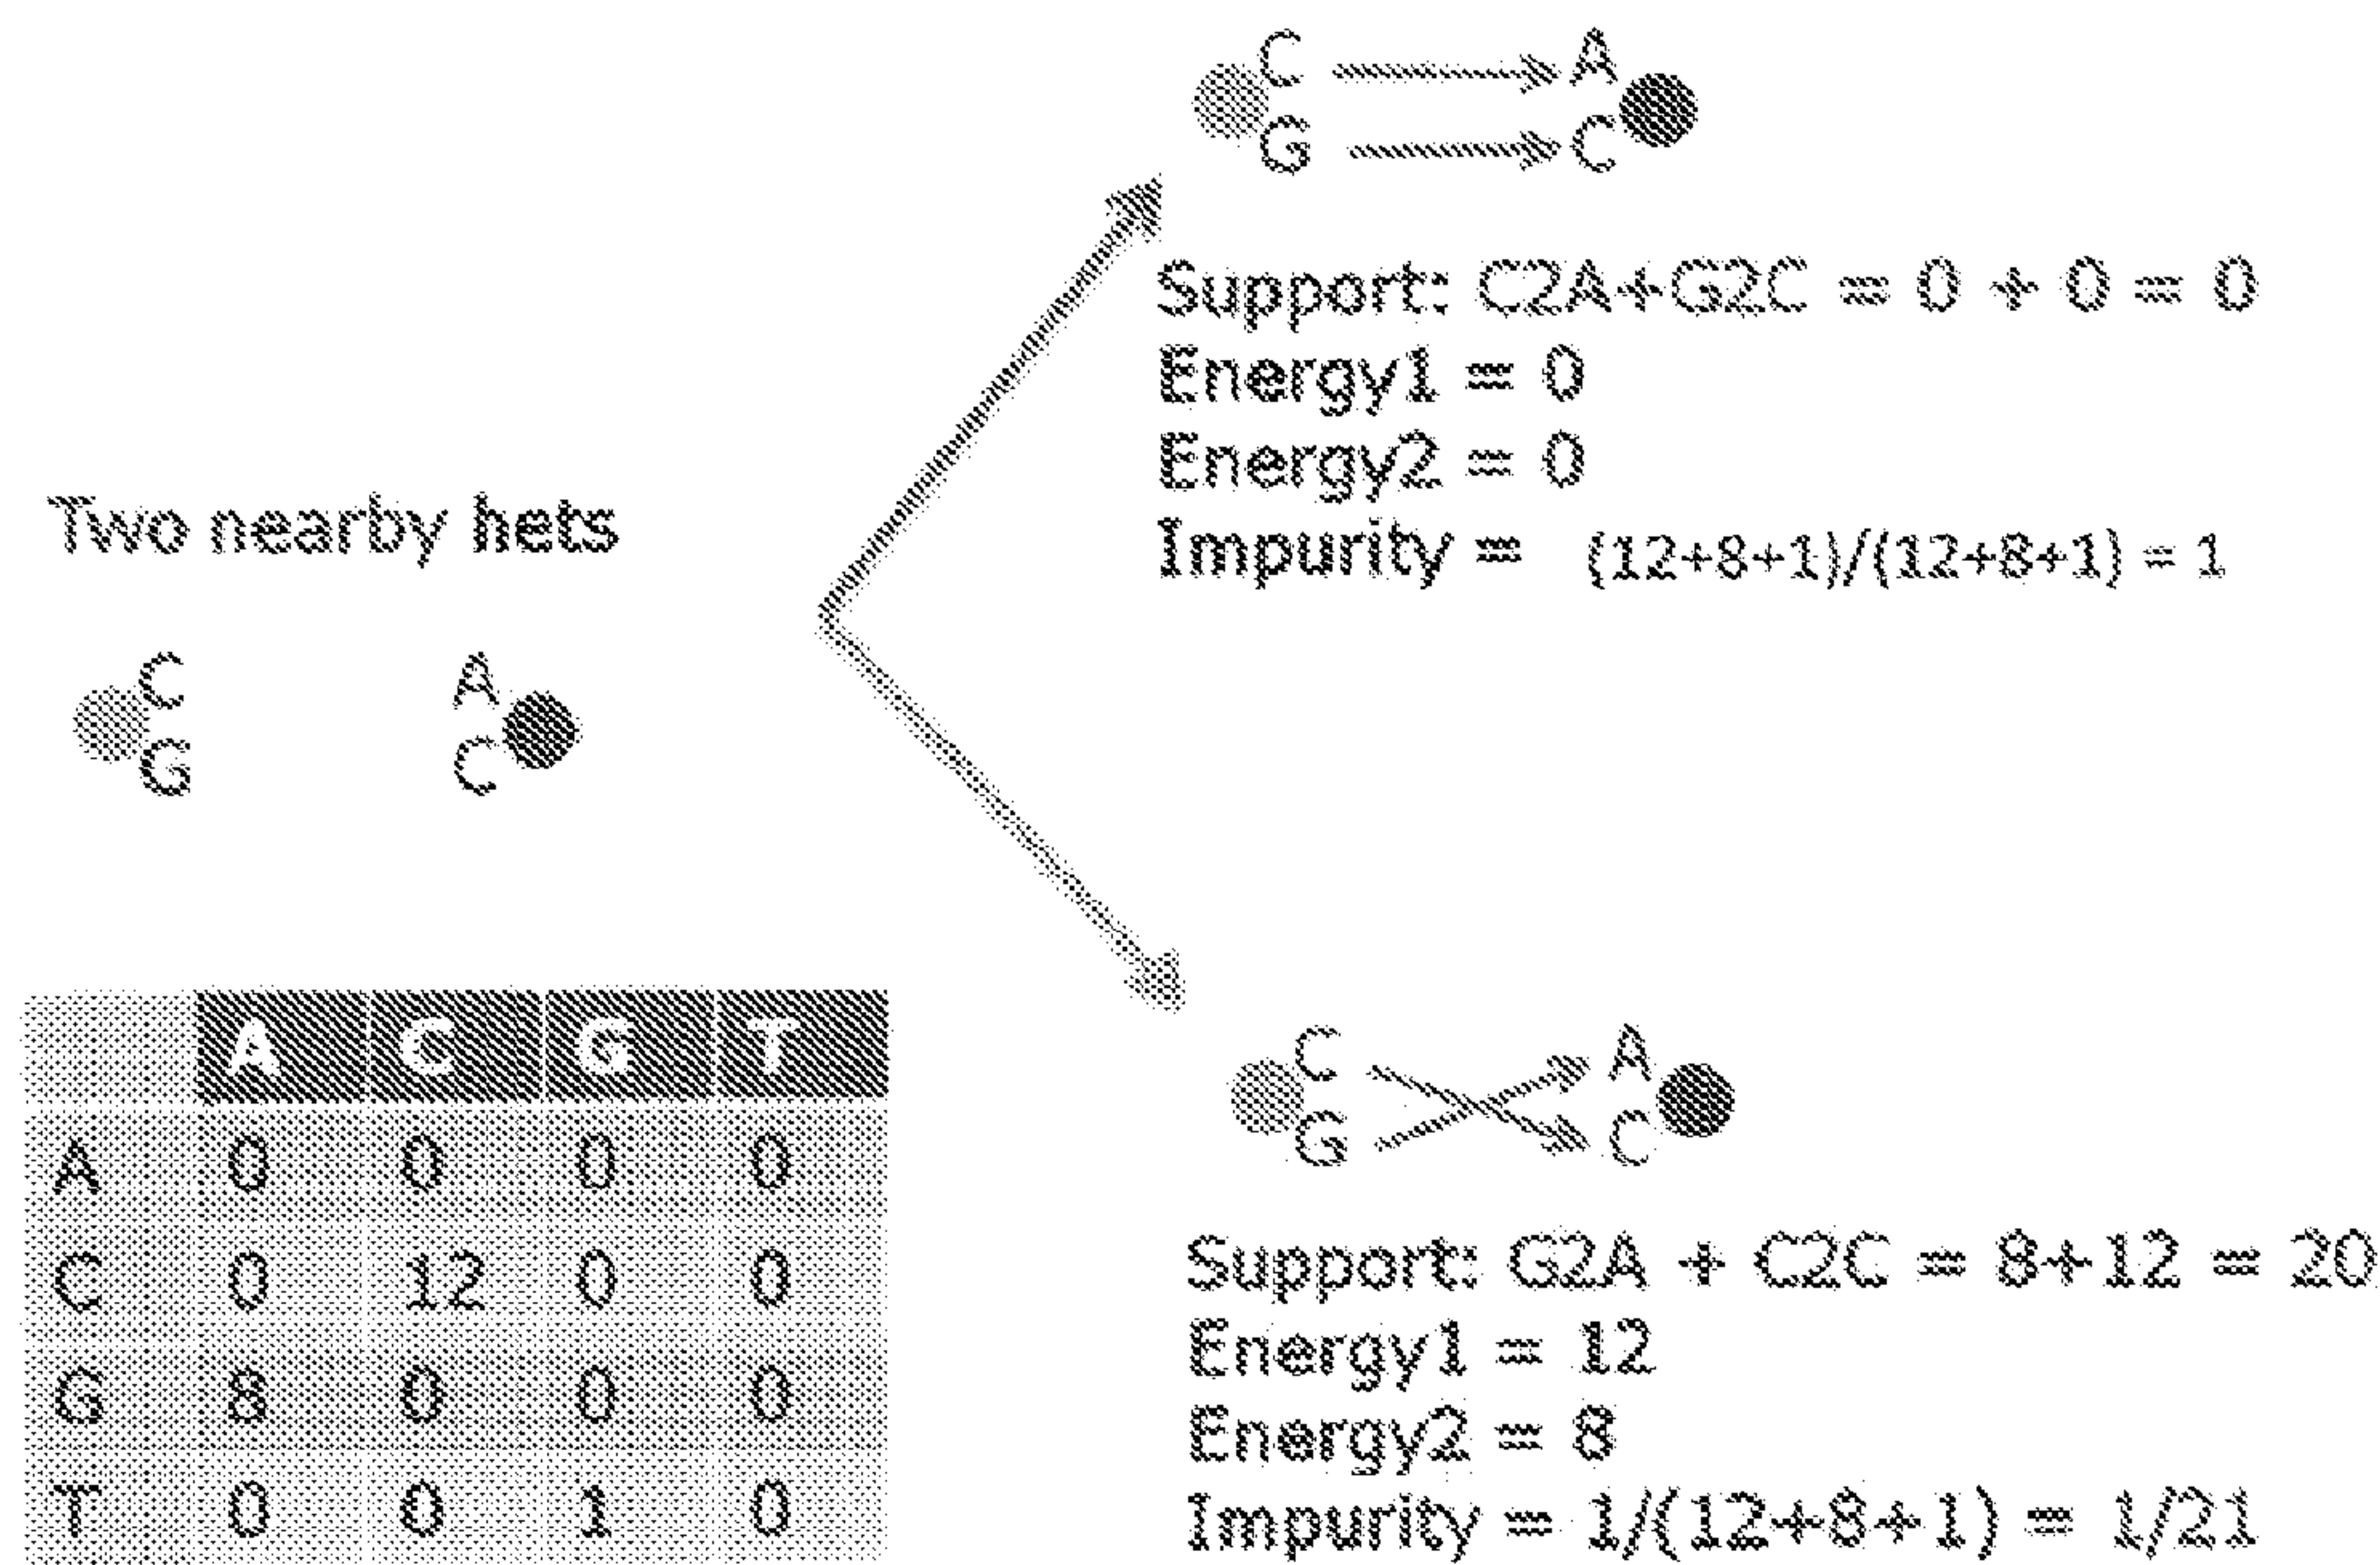 Two nearby hets
C A
G C
A C G T
A 0 0 0 0
C 0 12 0 0
G 8 0 0 0
T 0 0 1 0
C A
G C
Support: C2A+G2C = 0 + 0 = 0
Energy1 = 0
Energy2 = 0
Impurity = (12+8+1)/(12+8+1) = 1
C A
G C
Support: G2A + C2C = 8+12 = 20
Energy1 = 12
Energy2 = 8
Impurity = 1/(12+8+1) = 1/21